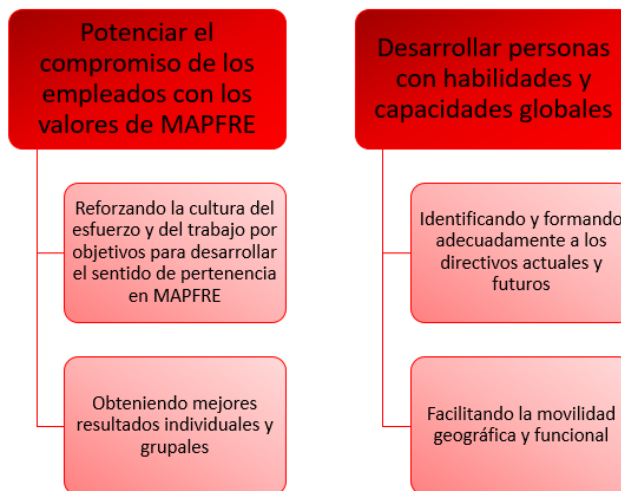 Potenciar el
compromiso de los
empleados con los
valores de MAPFRE
Reforzando la cultura del
esfuerzo y del trabajo por
objetivos para desarrollar
el sentido de pertenencia
en MAPFRE
Obteniendo mejores
resultados individuales y
grupales
Desarrollar personas
con habilidades y
capacidades globales
Identificando y formando
adecuadamente a los
directivos actuales y
futuros
Facilitando la movilidad
geográfica y funcional